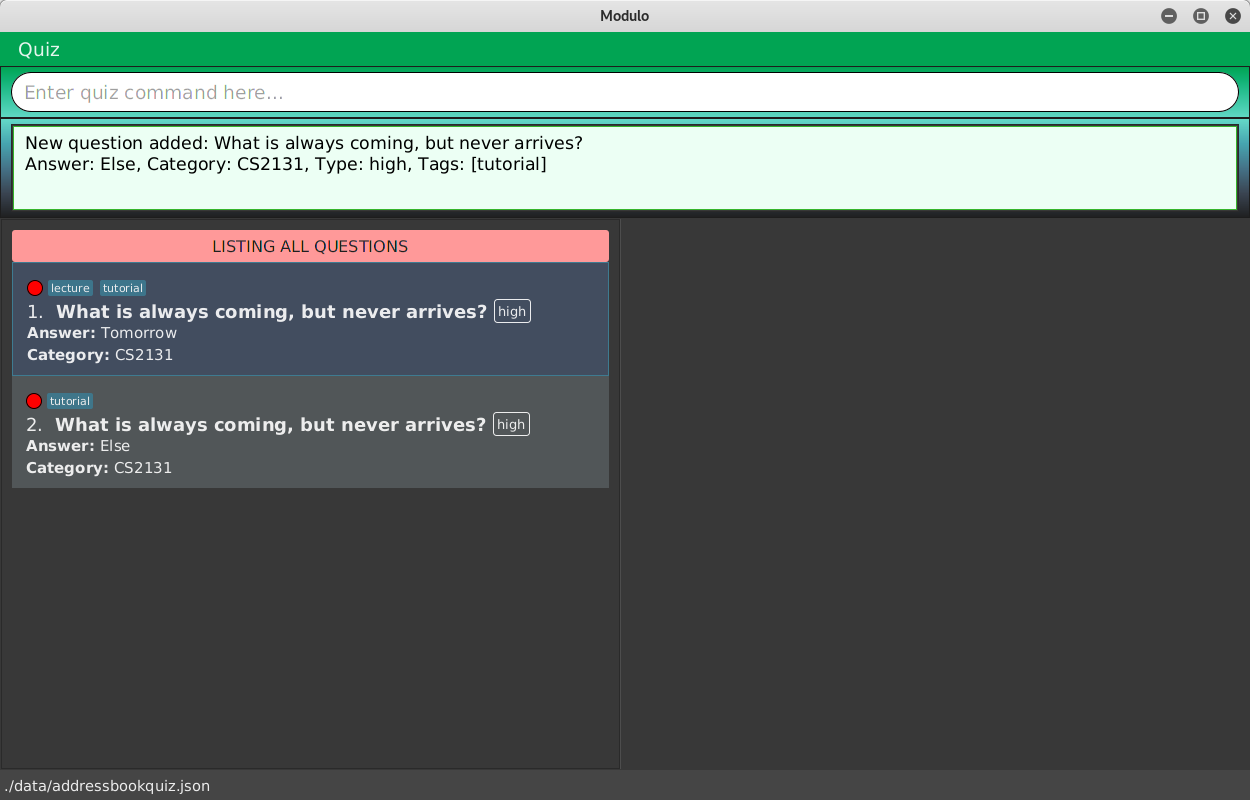 Modulo
Quiz
Enter quiz command here...
New question added: What is always coming, but never arrives?
Answer: Else, Category: CS2131, Type: high, Tags: [tutorial]
LISTING ALL QUESTIONS
lecture tutorial
1. What is always coming, but never arrives? high
Answer: Tomorrow
Category: CS2131
tutorial
2. What is always coming, but never arrives? high
Answer: Else
Category: CS2131
./data/addressbookquiz.json